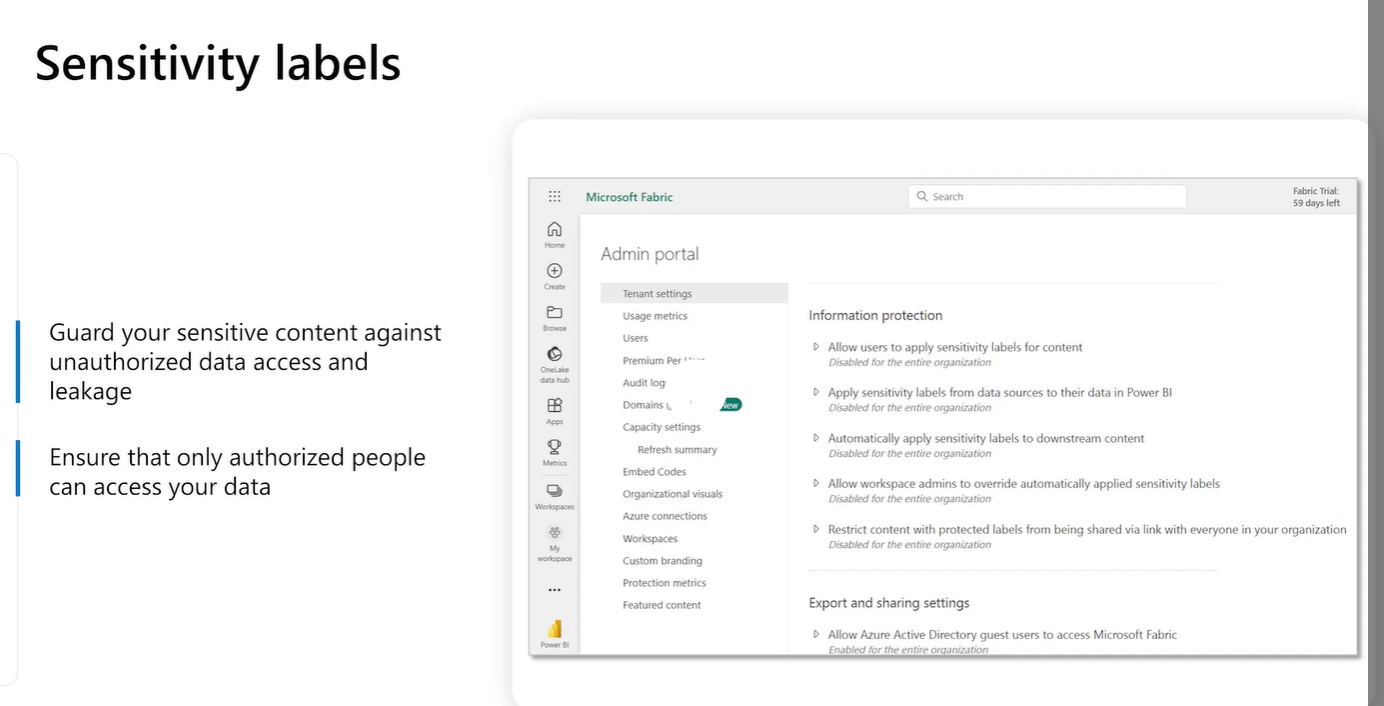 Sensitivity labels
Guard your sensitive content against
unauthorized data access and
leakage
Ensure that only authorized people
can access your data
Microsoft Fabric
Search
Fabric Trial:
59 days left
Home
Create
Browse
OneLake
data hub
Apps
Metrics
Workspaces
My
workspace
Power BI
Admin portal
Tenant settings
Usage metrics
Users
Premium Per
Audit log
Domains
New
Capacity settings
Refresh summary
Embed Codes
Organizational visuals
Azure connections
Workspaces
Custom branding
Protection metrics
Featured content
Information protection
Allow users to apply sensitivity labels for content
Disabled for the entire organization
Apply sensitivity labels from data sources to their data in Power BI
Disabled for the entire organization
Automatically apply sensitivity labels to downstream content
Disabled for the entire organization
Allow workspace admins to override automatically applied sensitivity labels
Disabled for the entire organization
Restrict content with protected labels from being shared via link with everyone in your organization
Disabled for the entire organization
Export and sharing settings
Allow Azure Active Directory guest users to access Microsoft Fabric
Enabled for the entire organization